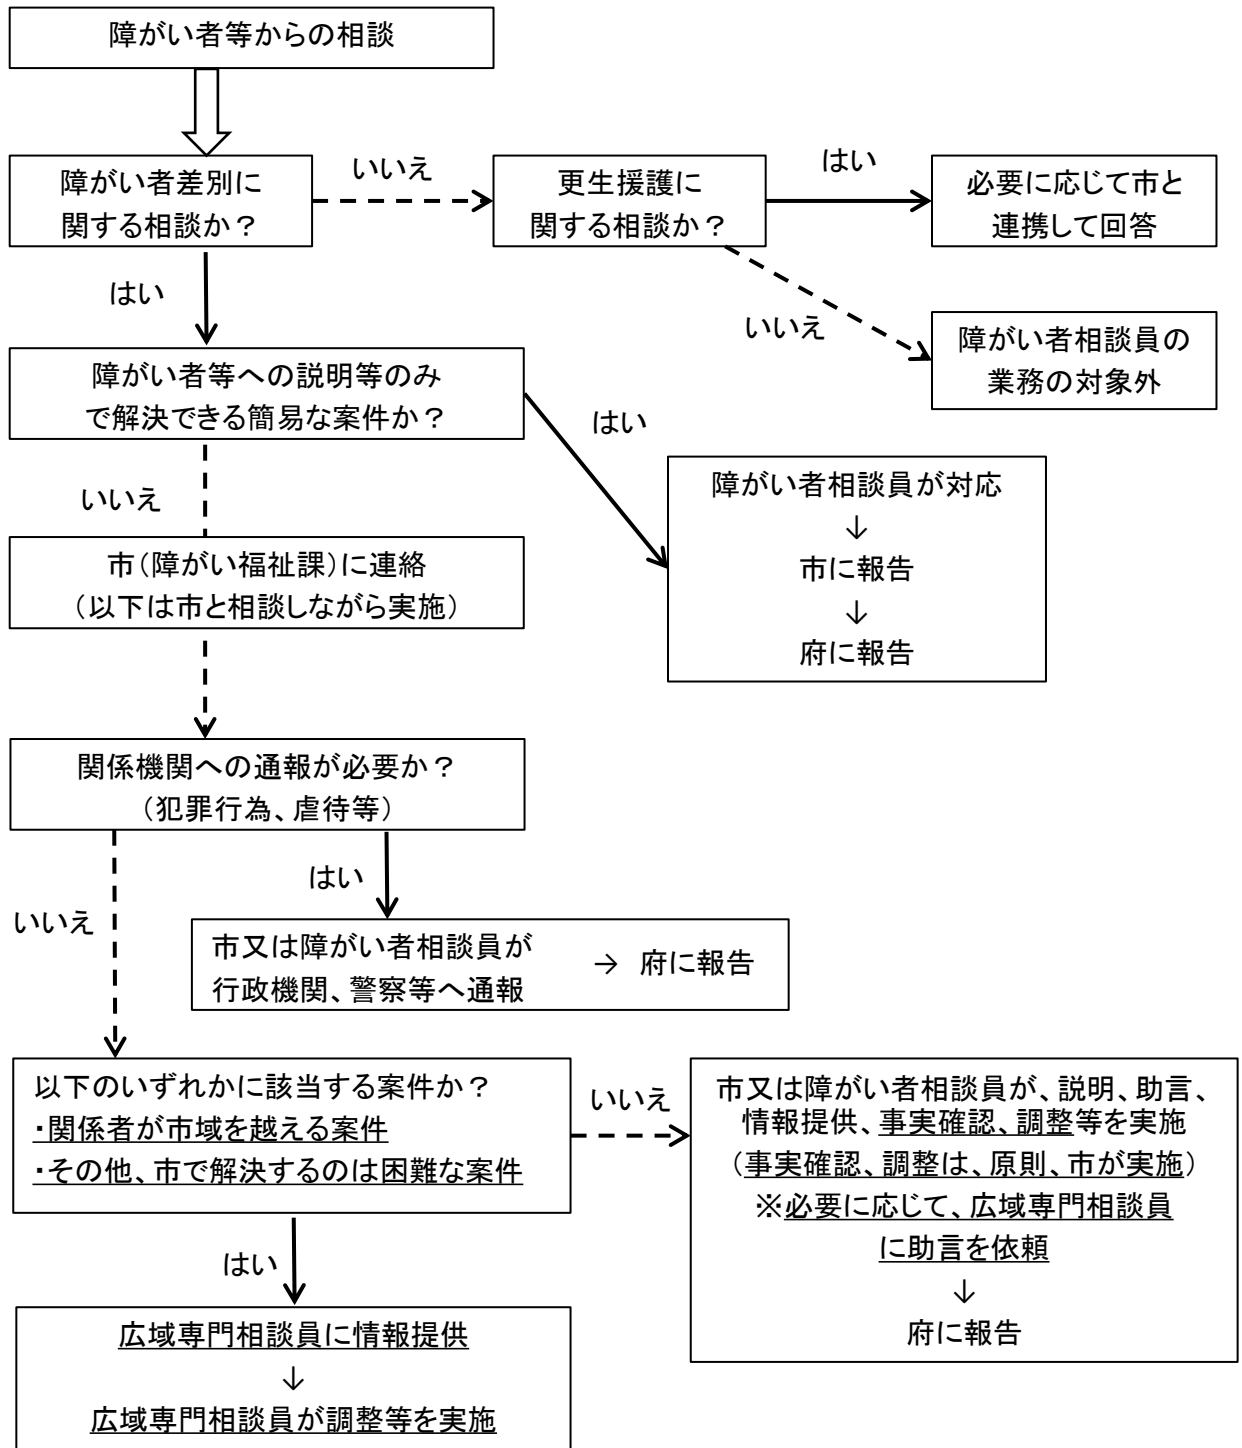 障がい者等からの相談
障がい者差別に
関する相談か？
いいえ
更生援護に
関する相談か？
はい
必要に応じて市と
連携して回答
いいえ
障がい者相談員の
業務の対象外
はい
障がい者等への説明等のみ
で解決できる簡易な案件か？
はい
障がい者相談員が対応
↓
市に報告
↓
府に報告
いいえ
市（障がい福祉課）に連絡
（以下は市と相談しながら実施）
関係機関への通報が必要か？
（犯罪行為、虐待等）
はい
市又は障がい者相談員が
行政機関、警察等へ通報
→ 府に報告
いいえ
以下のいずれかに該当する案件か？
・関係者が市域を越える案件
・その他、市で解決するのは困難な案件
いいえ
市又は障がい者相談員が、説明、助言、
情報提供、事実確認、調整等を実施
（事実確認、調整は、原則、市が実施）
※必要に応じて、広域専門相談員
に助言を依頼
↓
府に報告
はい
広域専門相談員に情報提供
↓
広域専門相談員が調整等を実施